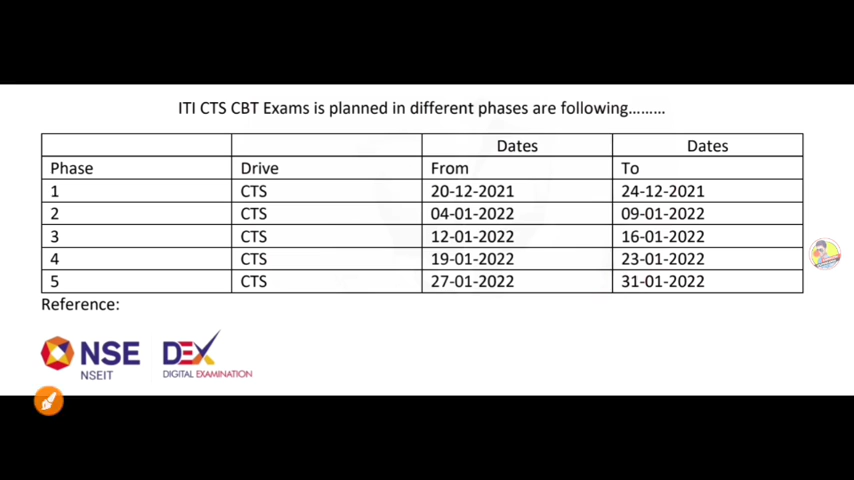 ITI CTS CBT Exams is planned in different phases are following.........
Dates Dates
Phase Drive From To
1 CTS 20-12-2021 24-12-2021
2 CTS 04-01-2022 09-01-2022
3 CTS 12-01-2022 16-01-2022
4 CTS 19-01-2022 23-01-2022
5 CTS 27-01-2022 31-01-2022
Reference:
NSE DEX
NSEIT DIGITAL EXAMINATION